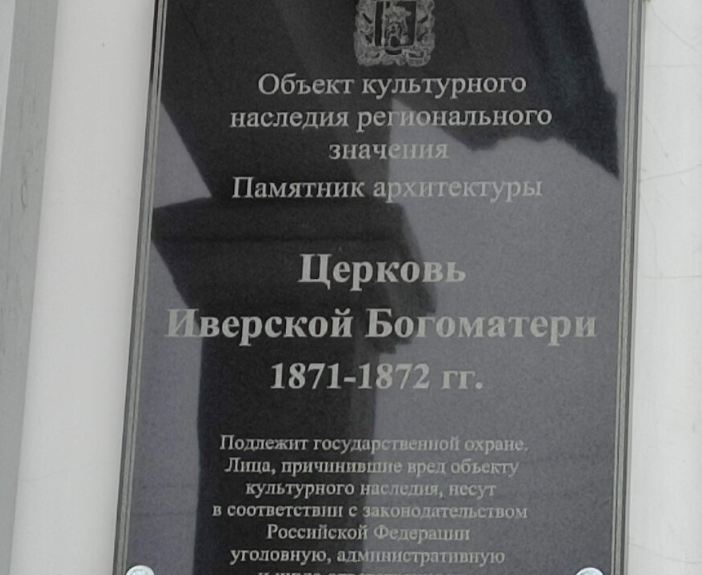 Объект культурного
наследия регионального
значения
Памятник архитектуры
Церковь
Иверской Богоматери
1871-1872 гг.
Подлежит государственной охране.
Лица, причинившие вред объекту
культурного наследия, несут
в соответствии с законодательством
Российской Федерации
уголовную, административную